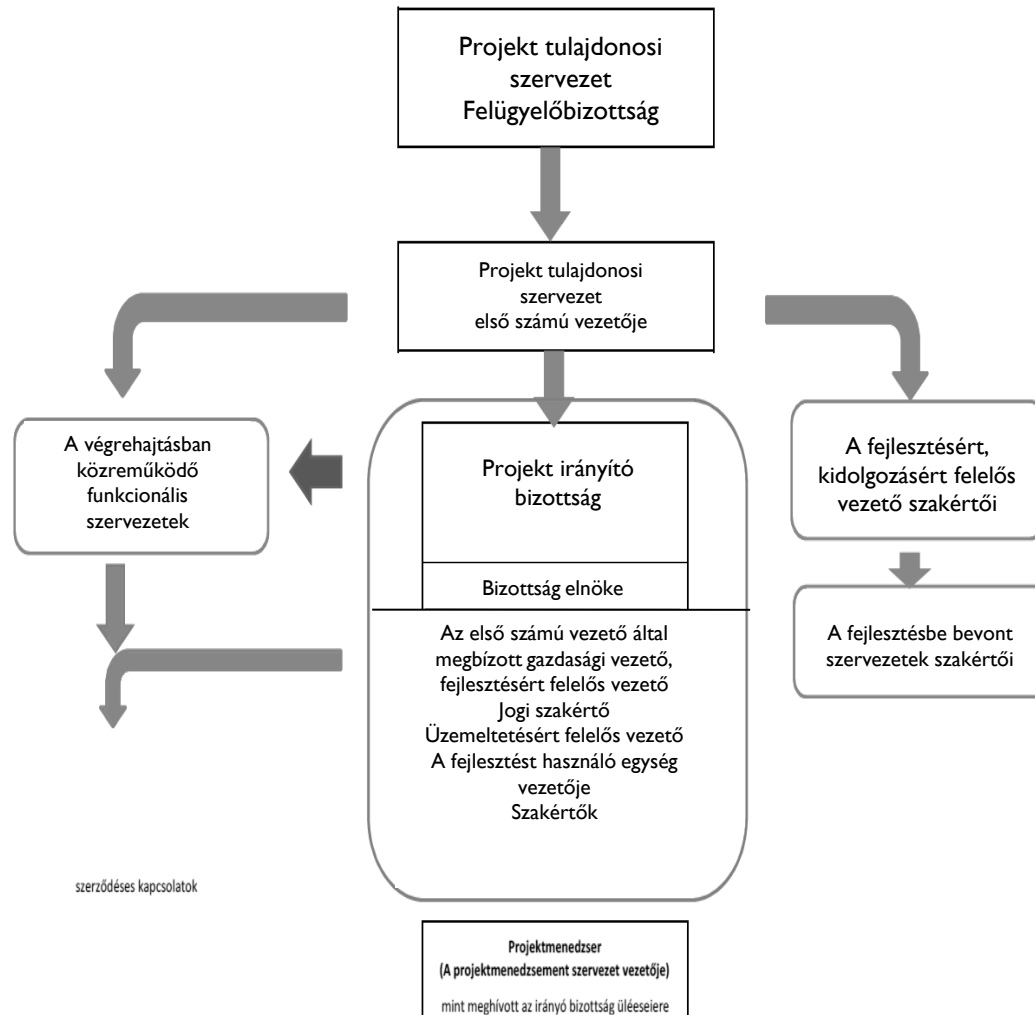 Projekt tulajdonosi
szervezet
Felügyelőbizottság
Projekt tulajdonosi
szervezet
első számú vezetője
A végrehajtásban
közreműködő
funkcionális
szervezetek
Projekt irányító
bizottság
Bizottság elnöke
Az első számú vezető által
megbízott gazdasági vezető,
fejlesztésért felelős vezető
Jogi szakértő
Üzemeltetésért felelős vezető
A fejlesztést használó egység
vezetője
Szakértők
A fejlesztésért,
kidolgozásért felelős
vezető szakértői
A fejlesztésbe bevont
szervezetek szakértői
szerződéses kapcsolatok
Projektmenedzser
(A projektmenedzsment szervezet vezetője)
mint meghívott az irányó bizottság üléeseiere